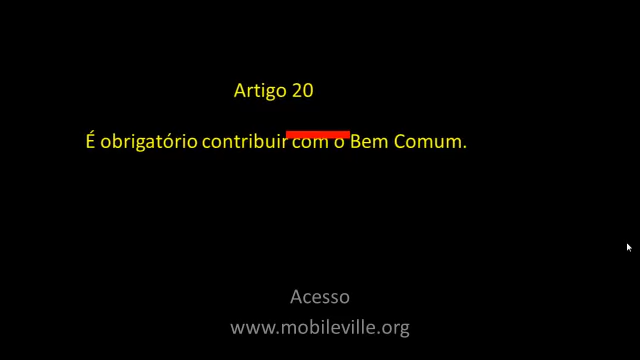 Artigo 20
É obrigatório contribuir com o Bem Comum.
Acesso
www.mobileville.org